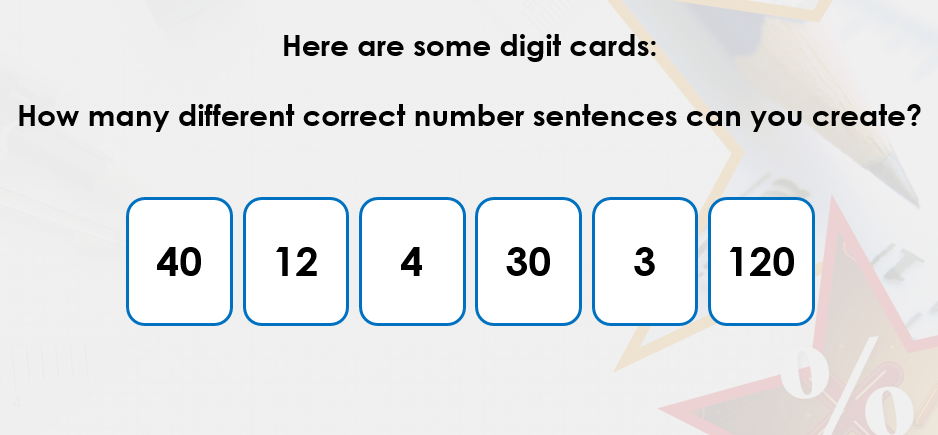 Here are some digit cards:
How many different correct number sentences can you create?
40 12 4 30 3 120
%